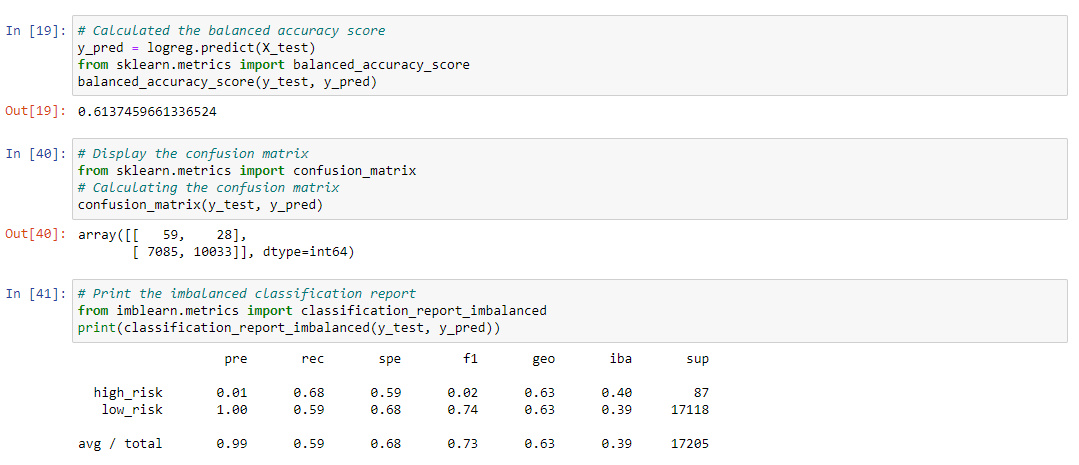 In [19]: # Calculated the balanced accuracy score
y_pred = logreg.predict(X_test)
from sklearn.metrics import balanced_accuracy_score
balanced_accuracy_score(y_test, y_pred)
Out[19]: 0.6137459661336524
In [40]: # Display the confusion matrix
from sklearn.metrics import confusion_matrix
# Calculating the confusion matrix
confusion_matrix(y_test, y_pred)
Out[40]: array([[   59,    28],
       [ 7085, 10033]], dtype=int64)
In [41]: # Print the imbalanced classification report
from imblearn.metrics import classification_report_imbalanced
print(classification_report_imbalanced(y_test, y_pred))
pre rec spe f1 geo iba sup
high_risk 0.01 0.68 0.59 0.02 0.63 0.40 87
low_risk 1.00 0.59 0.68 0.74 0.63 0.39 17118
avg / total 0.99 0.59 0.68 0.73 0.63 0.39 17205